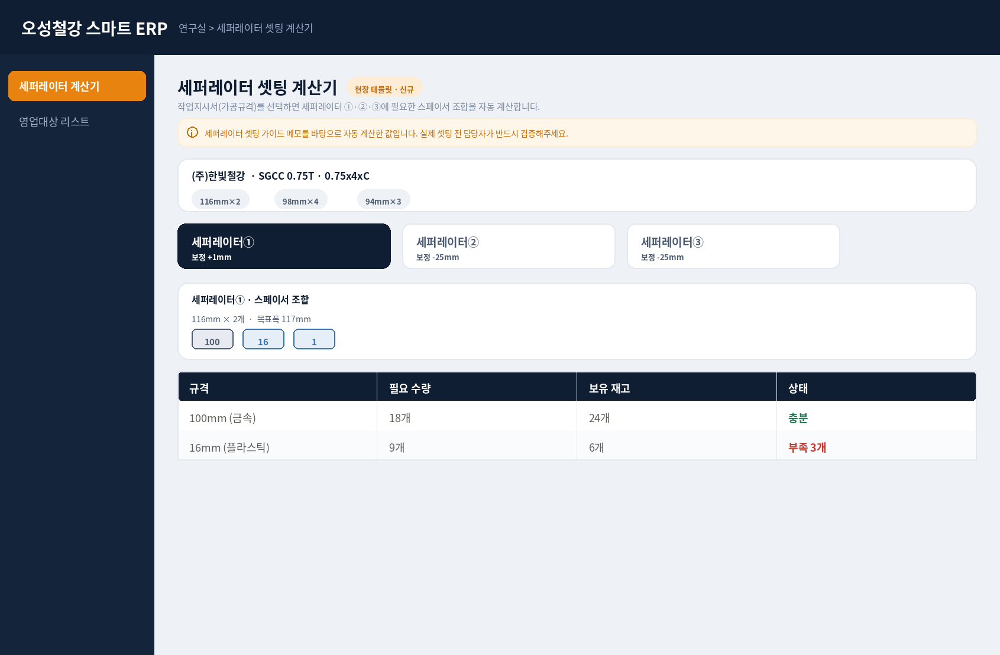 오성철강 스마트 ERP 연구실 > 세퍼레이터 셋팅 계산기
세퍼레이터 계산기
영업대상 리스트
세퍼레이터 셋팅 계산기 현장 태블릿 · 신규
작업지시서(가공규격)를 선택하면 세퍼레이터 ①·②·③에 필요한 스페이서 조합을 자동 계산합니다.
세퍼레이터 셋팅 가이드 메모를 바탕으로 자동 계산한 값입니다. 실제 셋팅 전 담당자가 반드시 검증해주세요.
(주)한빛철강 · SGCC 0.75T · 0.75x4xC
116mm×2 98mm×4 94mm×3
세퍼레이터①
보정 +1mm
세퍼레이터②
보정 -25mm
세퍼레이터③
보정 -25mm
세퍼레이터① · 스페이서 조합
116mm × 2개 · 목표폭 117mm
100 16 1
규격 필요 수량 보유 재고 상태
100mm (금속) 18개 24개 충분
16mm (플라스틱) 9개 6개 부족 3개